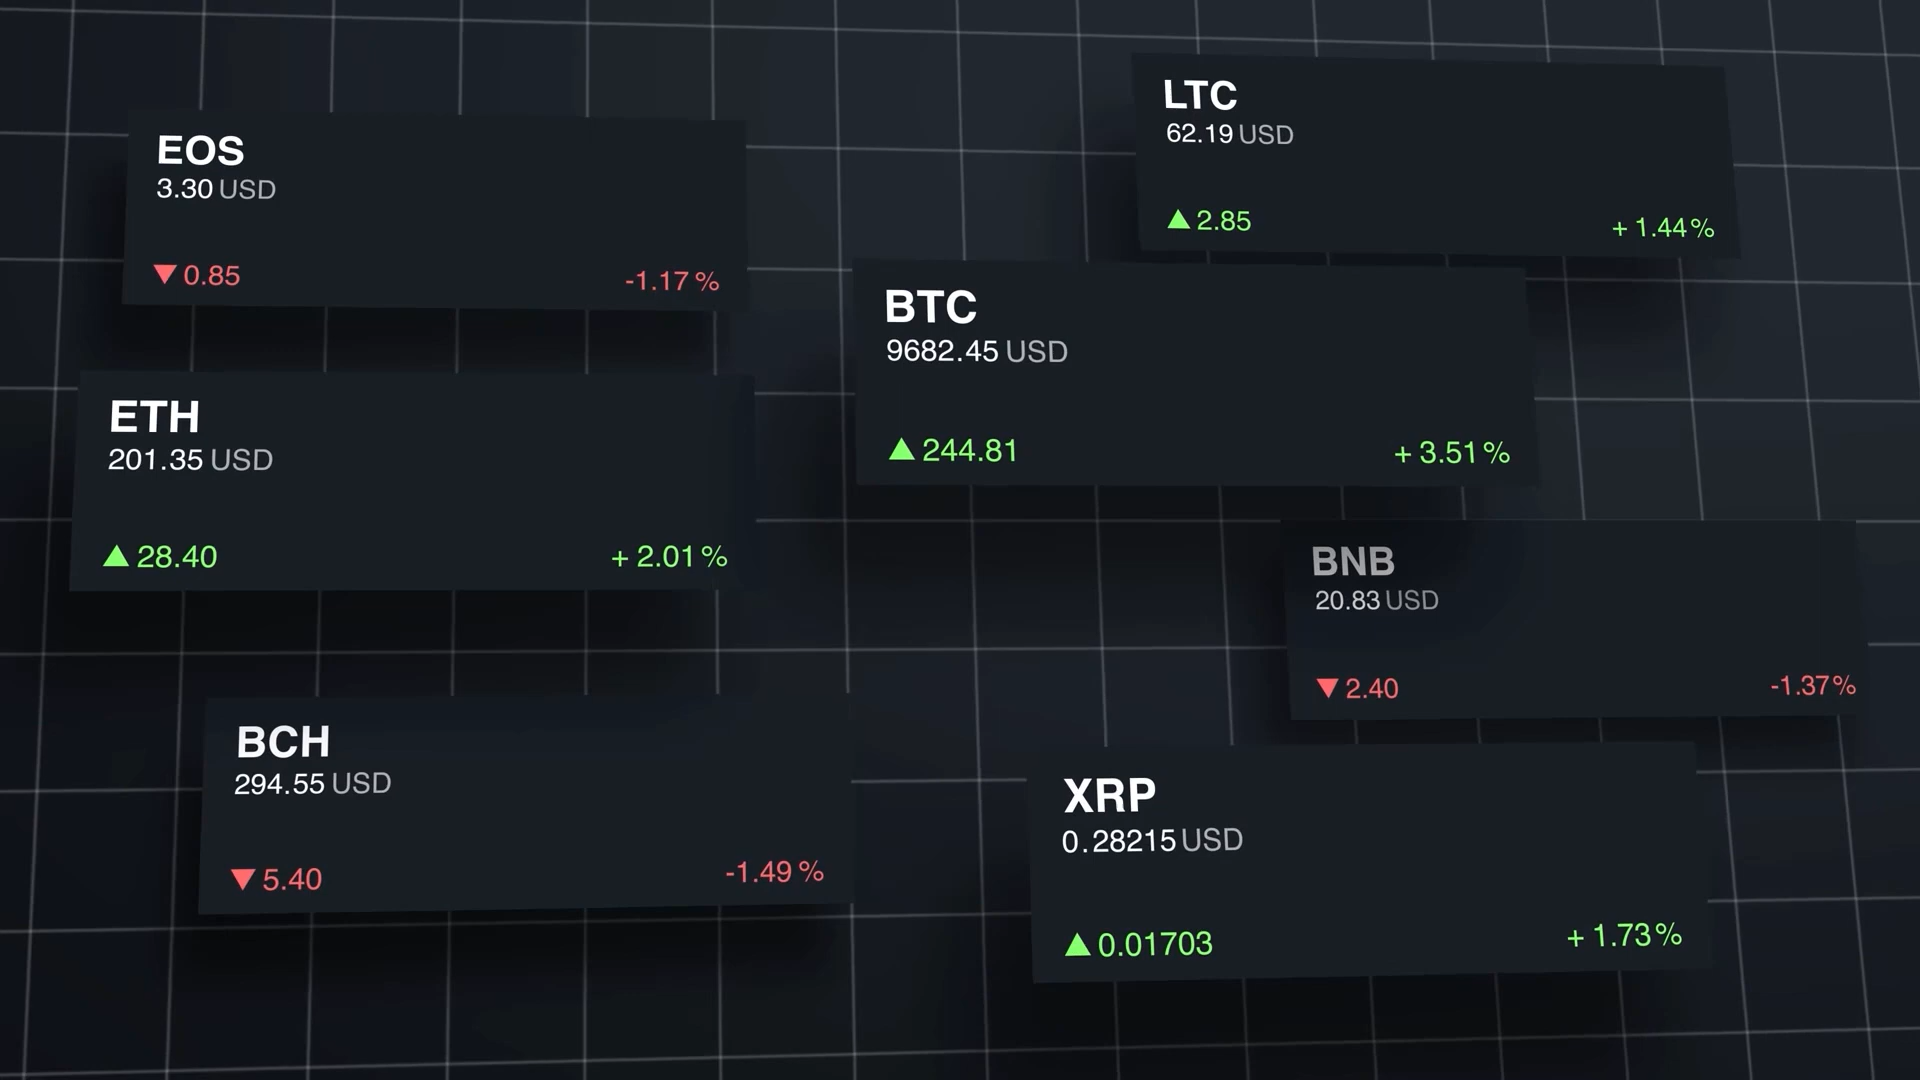 EOS
3.30 USD
▼ 0.85
-1.17 %
ETH
201.35 USD
▲ 28.40
+ 2.01 %
BCH
294.55 USD
▼ 5.40
-1.49 %
LTC
62.19 USD
▲ 2.85
+ 1.44 %
BTC
9682.45 USD
▲ 244.81
+ 3.51 %
BNB
20.83 USD
▼ 2.40
-1.37 %
XRP
0.28215 USD
▲ 0.01703
+ 1.73 %